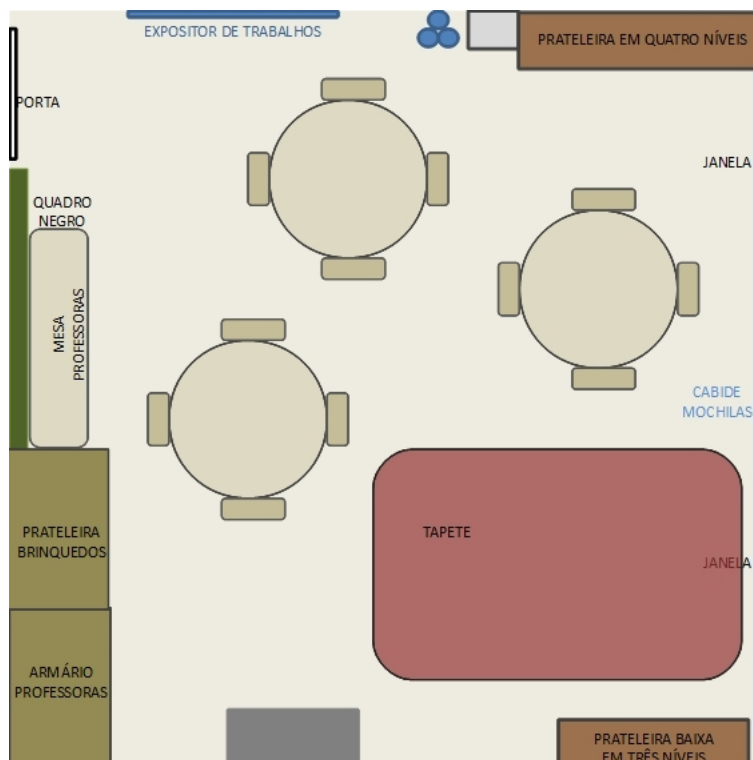 EXPOSITOR DE TRABALHOS
PRATELEIRA EM QUATRO NÍVEIS
PORTA
JANELA
QUADRO
NEGRO
MESA
PROFESSORAS
CABIDE
MOCHILAS
PRATELEIRA
BRINQUEDOS
TAPETE
JANELA
ARMÁRIO
PROFESSORAS
PRATELEIRA BAIXA
EM TRÊS NÍVEIS